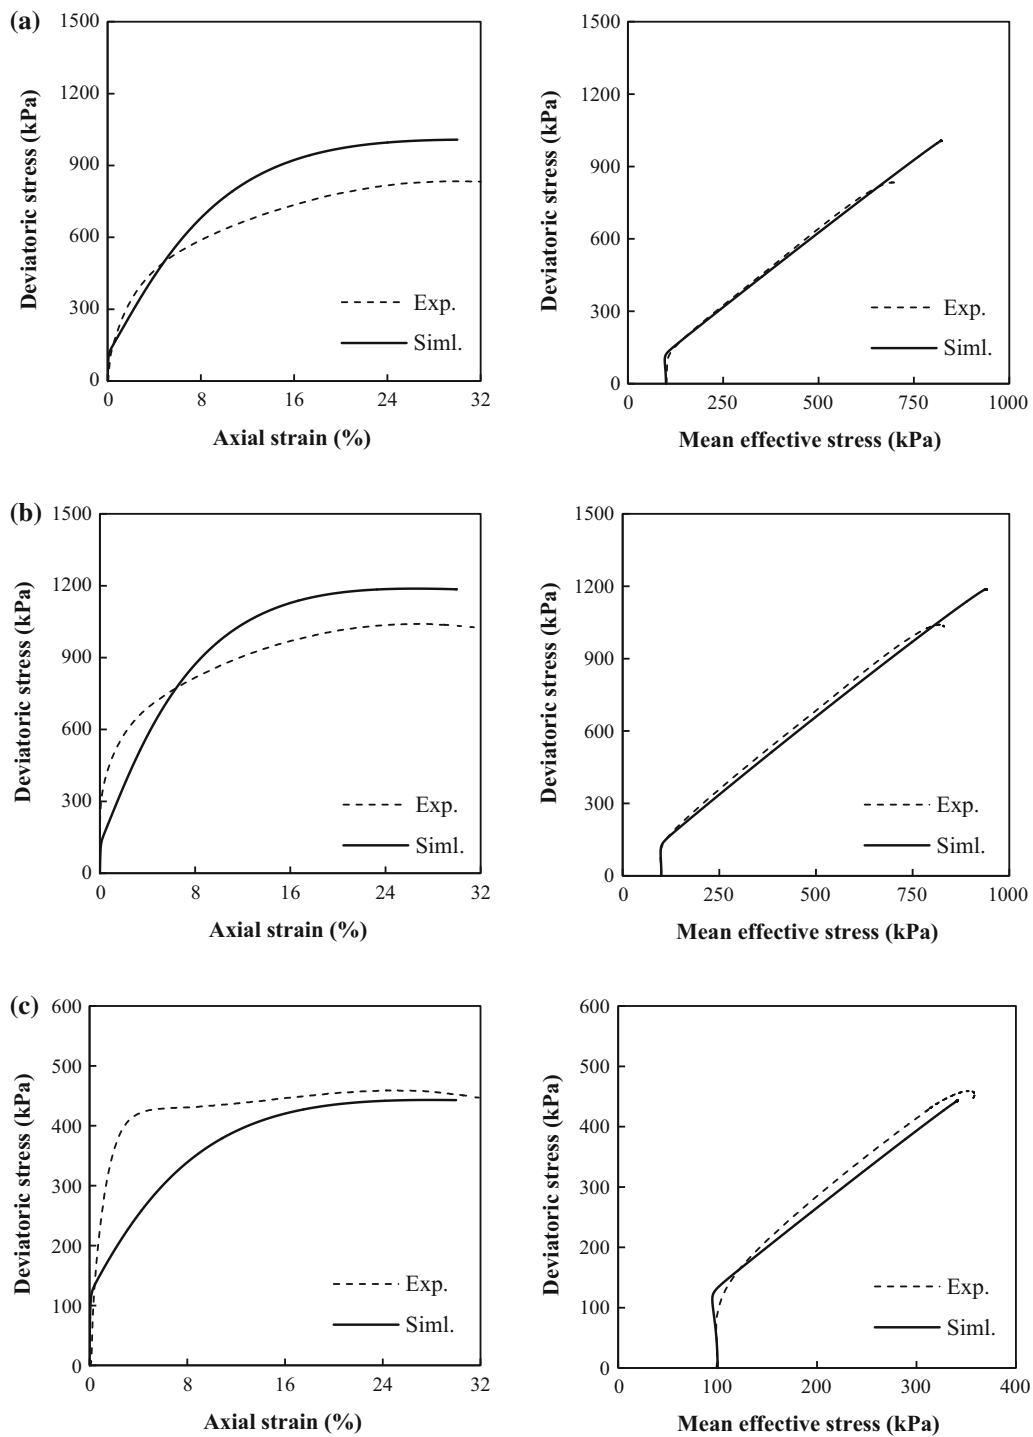 (a)
1500
1200
900
600
300
0
Deviatoric stress (kPa)
Exp.
Siml.
0 8 16 24 32
Axial strain (%)
1500
1200
900
600
300
0
Deviatoric stress (kPa)
Exp.
Siml.
0 250 500 750 1000
Mean effective stress (kPa)
(b)
1500
1200
900
600
300
0
Deviatoric stress (kPa)
Exp.
Siml.
0 8 16 24 32
Axial strain (%)
1500
1200
900
600
300
0
Deviatoric stress (kPa)
Exp.
Siml.
0 250 500 750 1000
Mean effective stress (kPa)
(c)
600
500
400
300
200
100
0
Deviatoric stress (kPa)
Exp.
Siml.
0 8 16 24 32
Axial strain (%)
600
500
400
300
200
100
0
Deviatoric stress (kPa)
Exp.
Siml.
0 100 200 300 400
Mean effective stress (kPa)